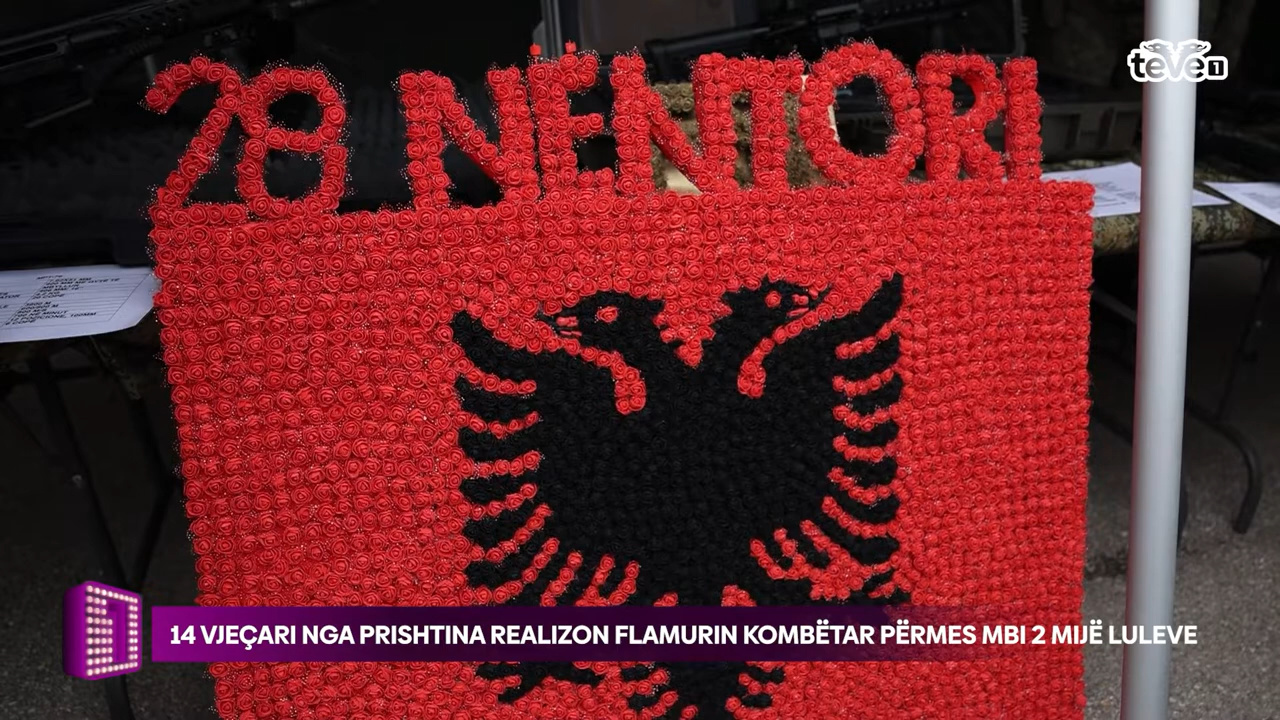 teve1
28 NËNTORI
14 VJEÇARI NGA PRISHTINA REALIZON FLAMURIN KOMBËTAR PËRMES MBI 2 MIJË LULEVE